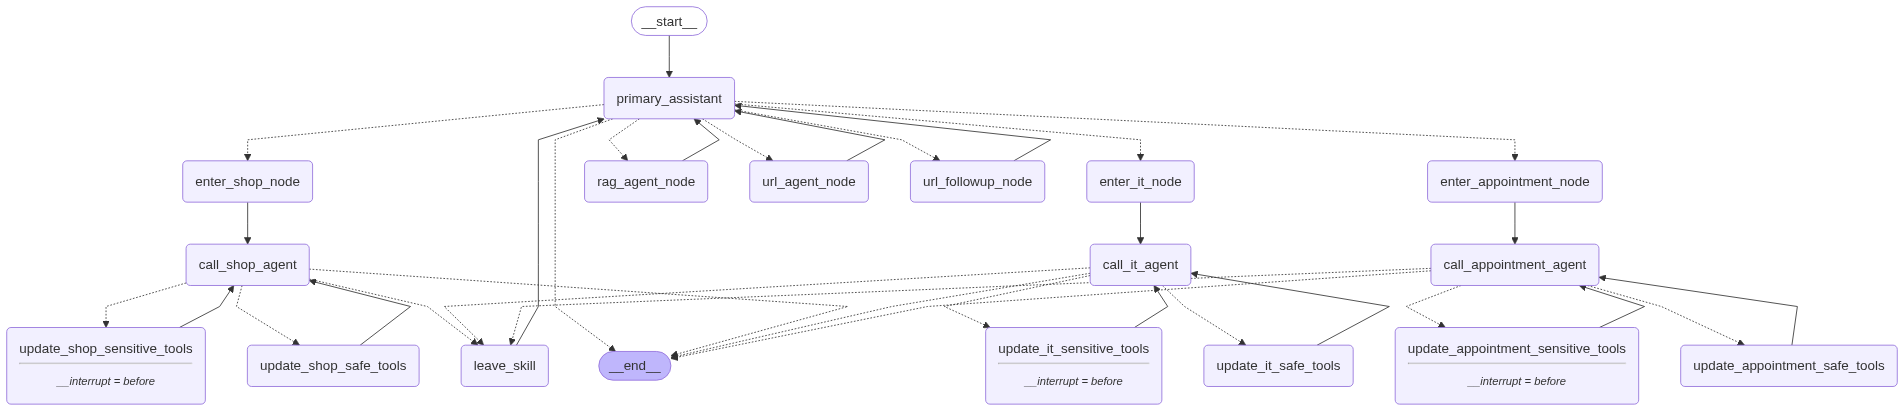 __start__
primary_assistant
enter_shop_node
rag_agent_node
url_agent_node
url_followup_node
enter_it_node
enter_appointment_node
call_shop_agent
call_it_agent
call_appointment_agent
update_shop_sensitive_tools
__interrupt = before
update_shop_safe_tools
leave_skill
__end__
update_it_sensitive_tools
__interrupt = before
update_it_safe_tools
update_appointment_sensitive_tools
__interrupt = before
update_appointment_safe_tools